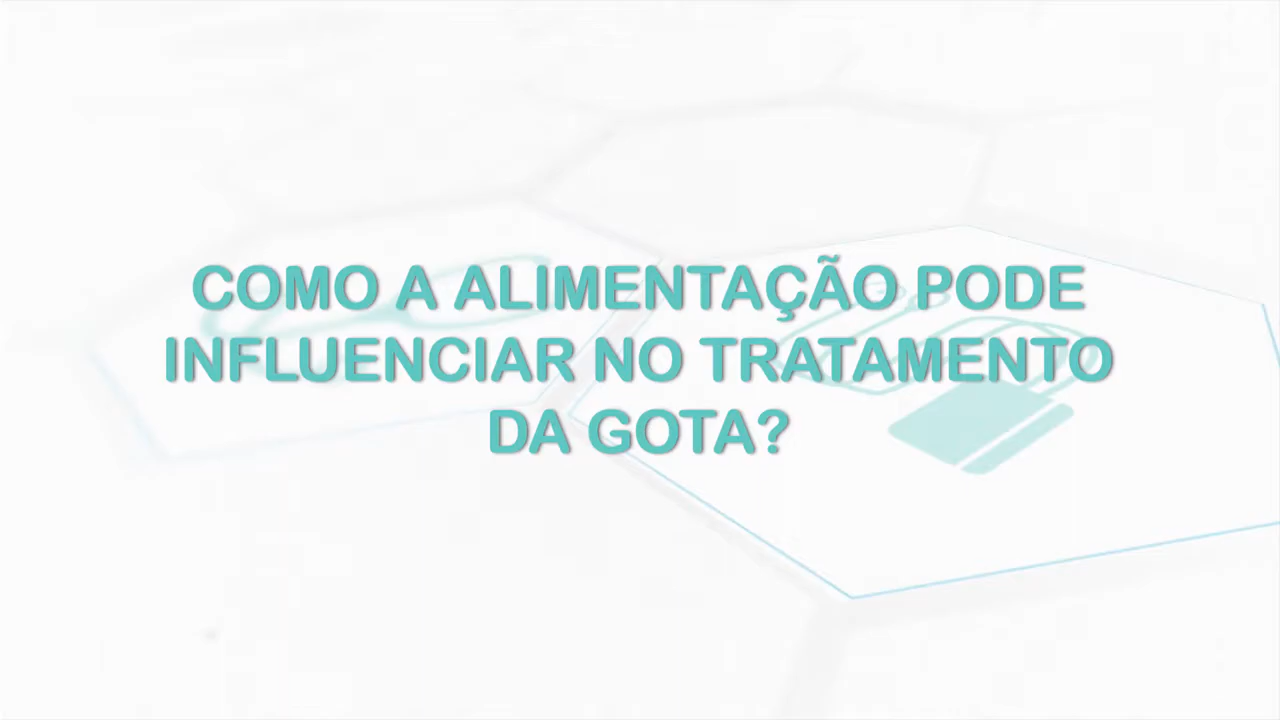 COMO A ALIMENTAÇÃO PODE
INFLUENCIAR NO TRATAMENTO
DA GOTA?